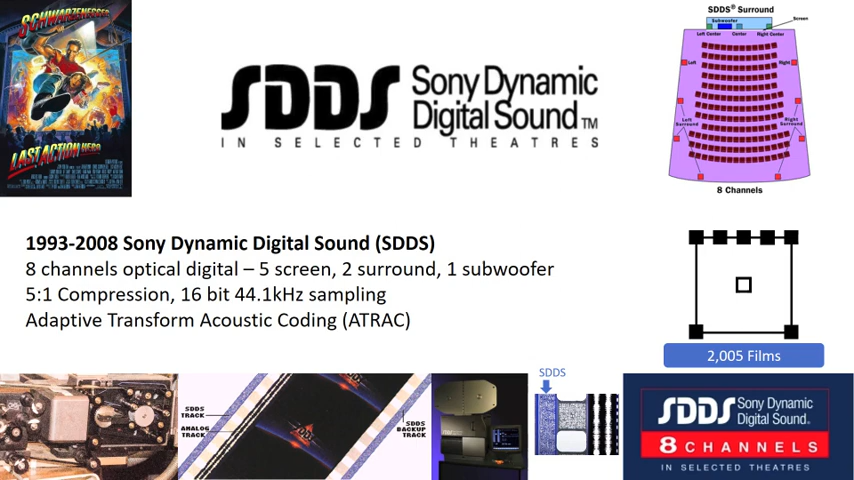 SCHWARZENEGGER
LAST ACTION HERO
SDDS Sony Dynamic
Digital Sound™
IN SELECTED THEATRES
SDDS® Surround
Subwoofer
Screen
Left Center
Center
Right Center
Left
Right
Left
Surround
Right
Surround
8 Channels
1993-2008 Sony Dynamic Digital Sound (SDDS)
8 channels optical digital – 5 screen, 2 surround, 1 subwoofer
5:1 Compression, 16 bit 44.1kHz sampling
Adaptive Transform Acoustic Coding (ATRAC)
2,005 Films
SDDS
TRACK
ANALOG
TRACK
SDDS
BACKUP
TRACK
SDDS
SDDS Sony Dynamic
Digital Sound®
8 CHANNELS
IN SELECTED THEATRES